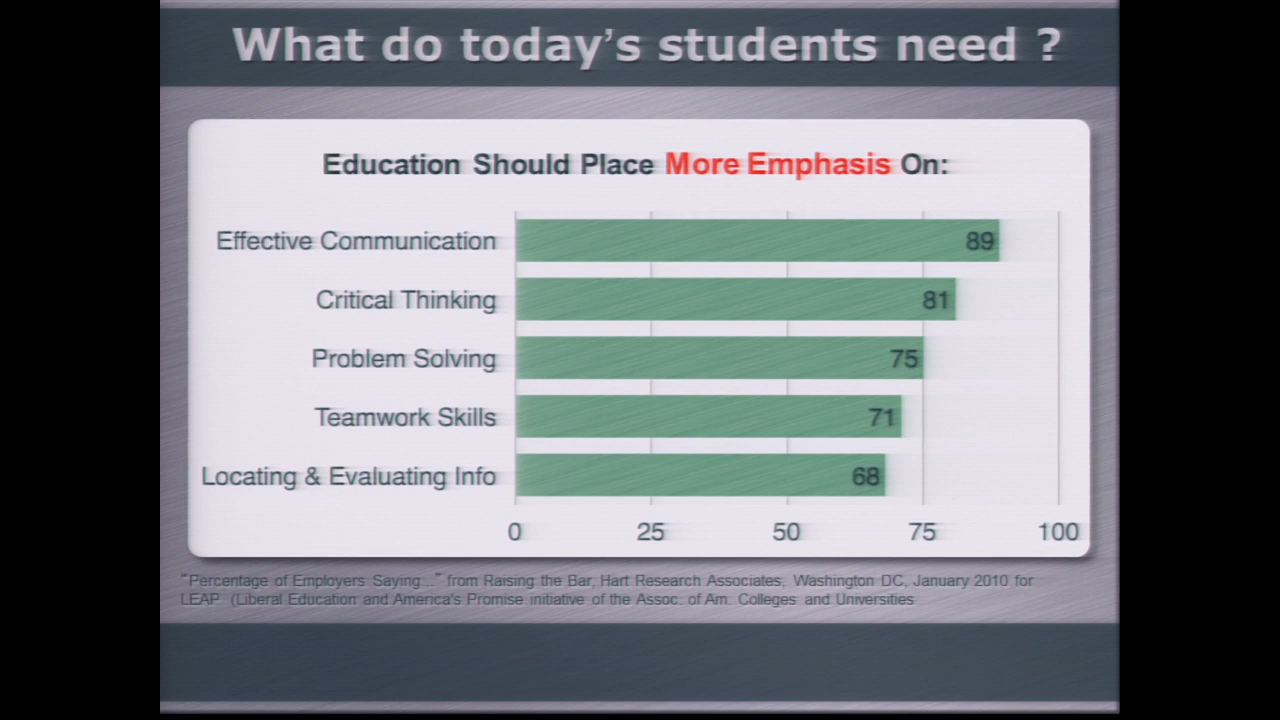 What do today’s students need ?
Education Should Place More Emphasis On:
Effective Communication 89
Critical Thinking 81
Problem Solving 75
Teamwork Skills 71
Locating & Evaluating Info 68
0 25 50 75 100
“Percentage of Employers Saying...” from Raising the Bar, Hart Research Associates, Washington DC, January 2010 for
LEAP (Liberal Education and America's Promise initiative of the Assoc. of Am. Colleges and Universities